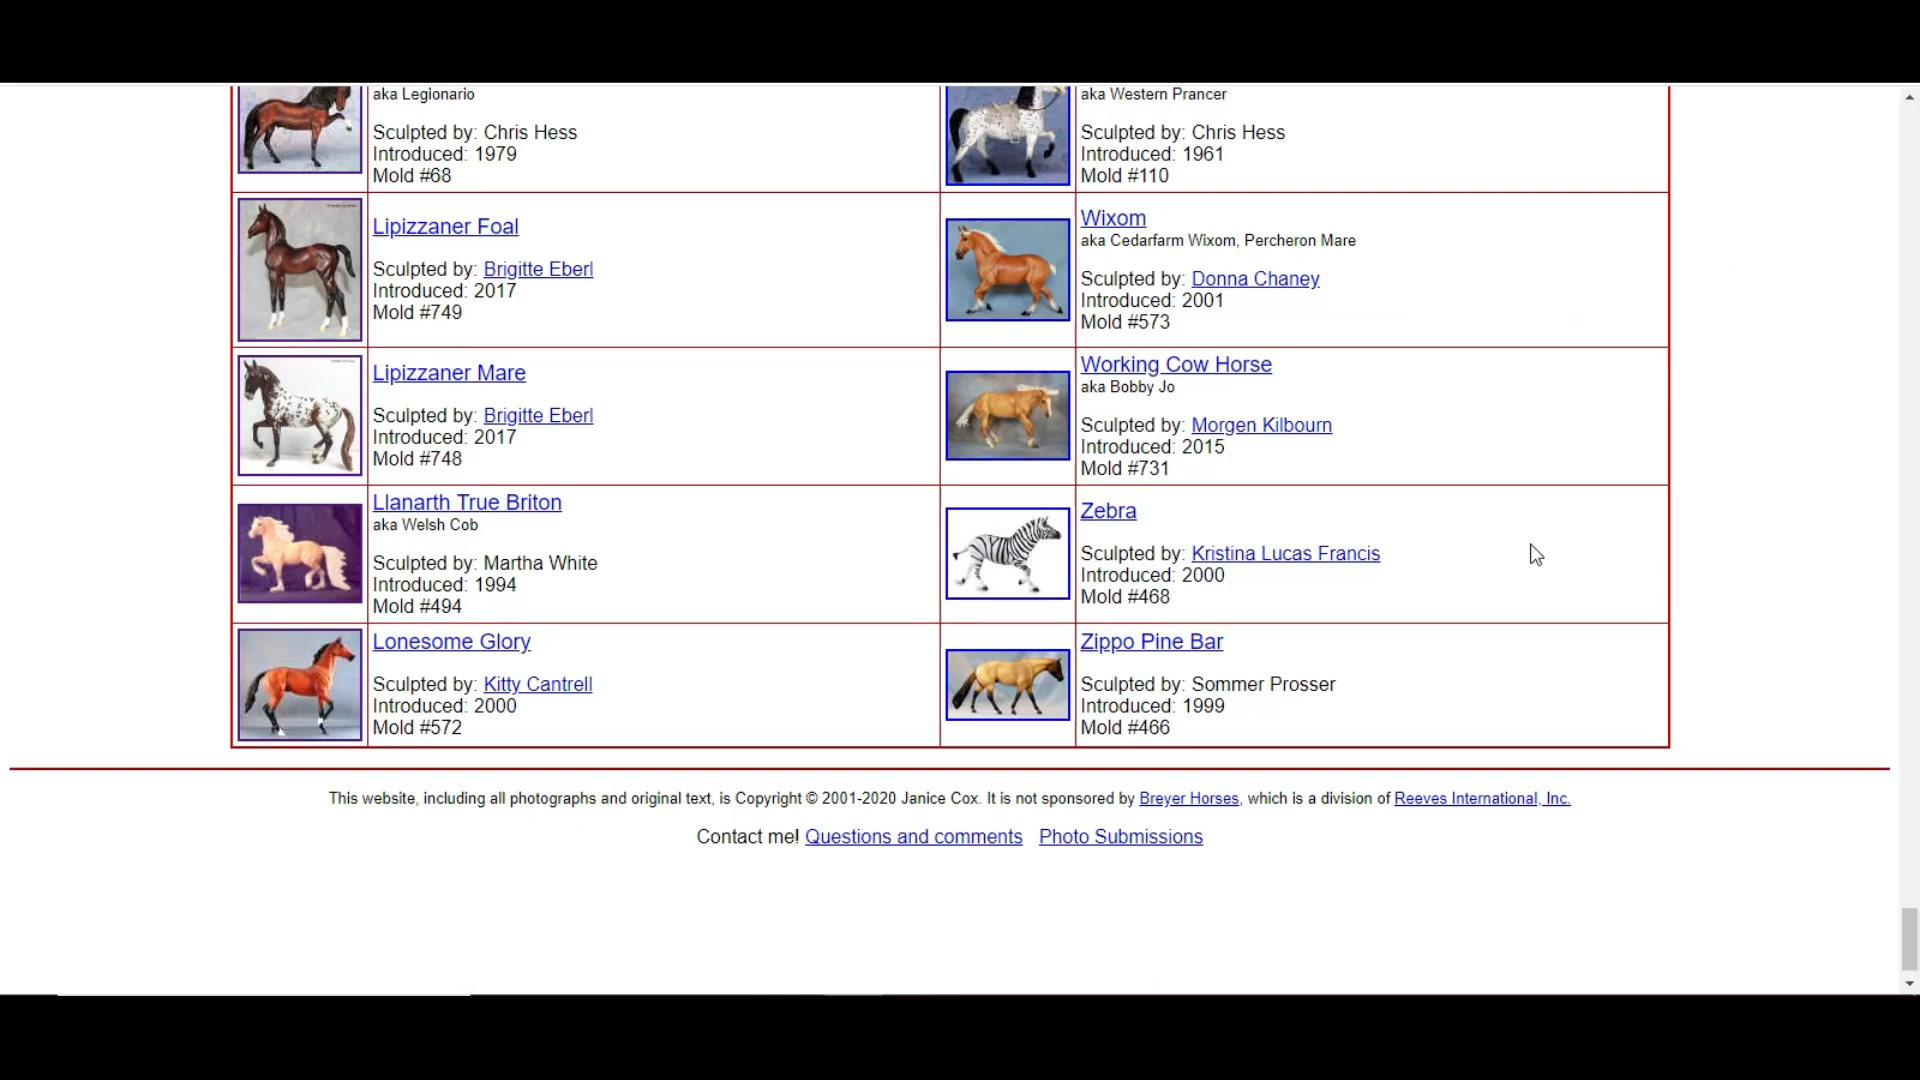 aka Legionario
Sculpted by: Chris Hess
Introduced: 1979
Mold #68
Lipizzaner Foal
Sculpted by: Brigitte Eberl
Introduced: 2017
Mold #749
Lipizzaner Mare
Sculpted by: Brigitte Eberl
Introduced: 2017
Mold #748
Llanarth True Briton
aka Welsh Cob
Sculpted by: Martha White
Introduced: 1994
Mold #494
Lonesome Glory
Sculpted by: Kitty Cantrell
Introduced: 2000
Mold #572
aka Western Prancer
Sculpted by: Chris Hess
Introduced: 1961
Mold #110
Wixom
aka Cedarfarm Wixom, Percheron Mare
Sculpted by: Donna Chaney
Introduced: 2001
Mold #573
Working Cow Horse
aka Bobby Jo
Sculpted by: Morgen Kilbourn
Introduced: 2015
Mold #731
Zebra
Sculpted by: Kristina Lucas Francis
Introduced: 2000
Mold #468
Zippo Pine Bar
Sculpted by: Sommer Prosser
Introduced: 1999
Mold #466
This website, including all photographs and original text, is Copyright © 2001-2020 Janice Cox. It is not sponsored by Breyer Horses, which is a division of Reeves International, Inc.
Contact me! Questions and comments Photo Submissions